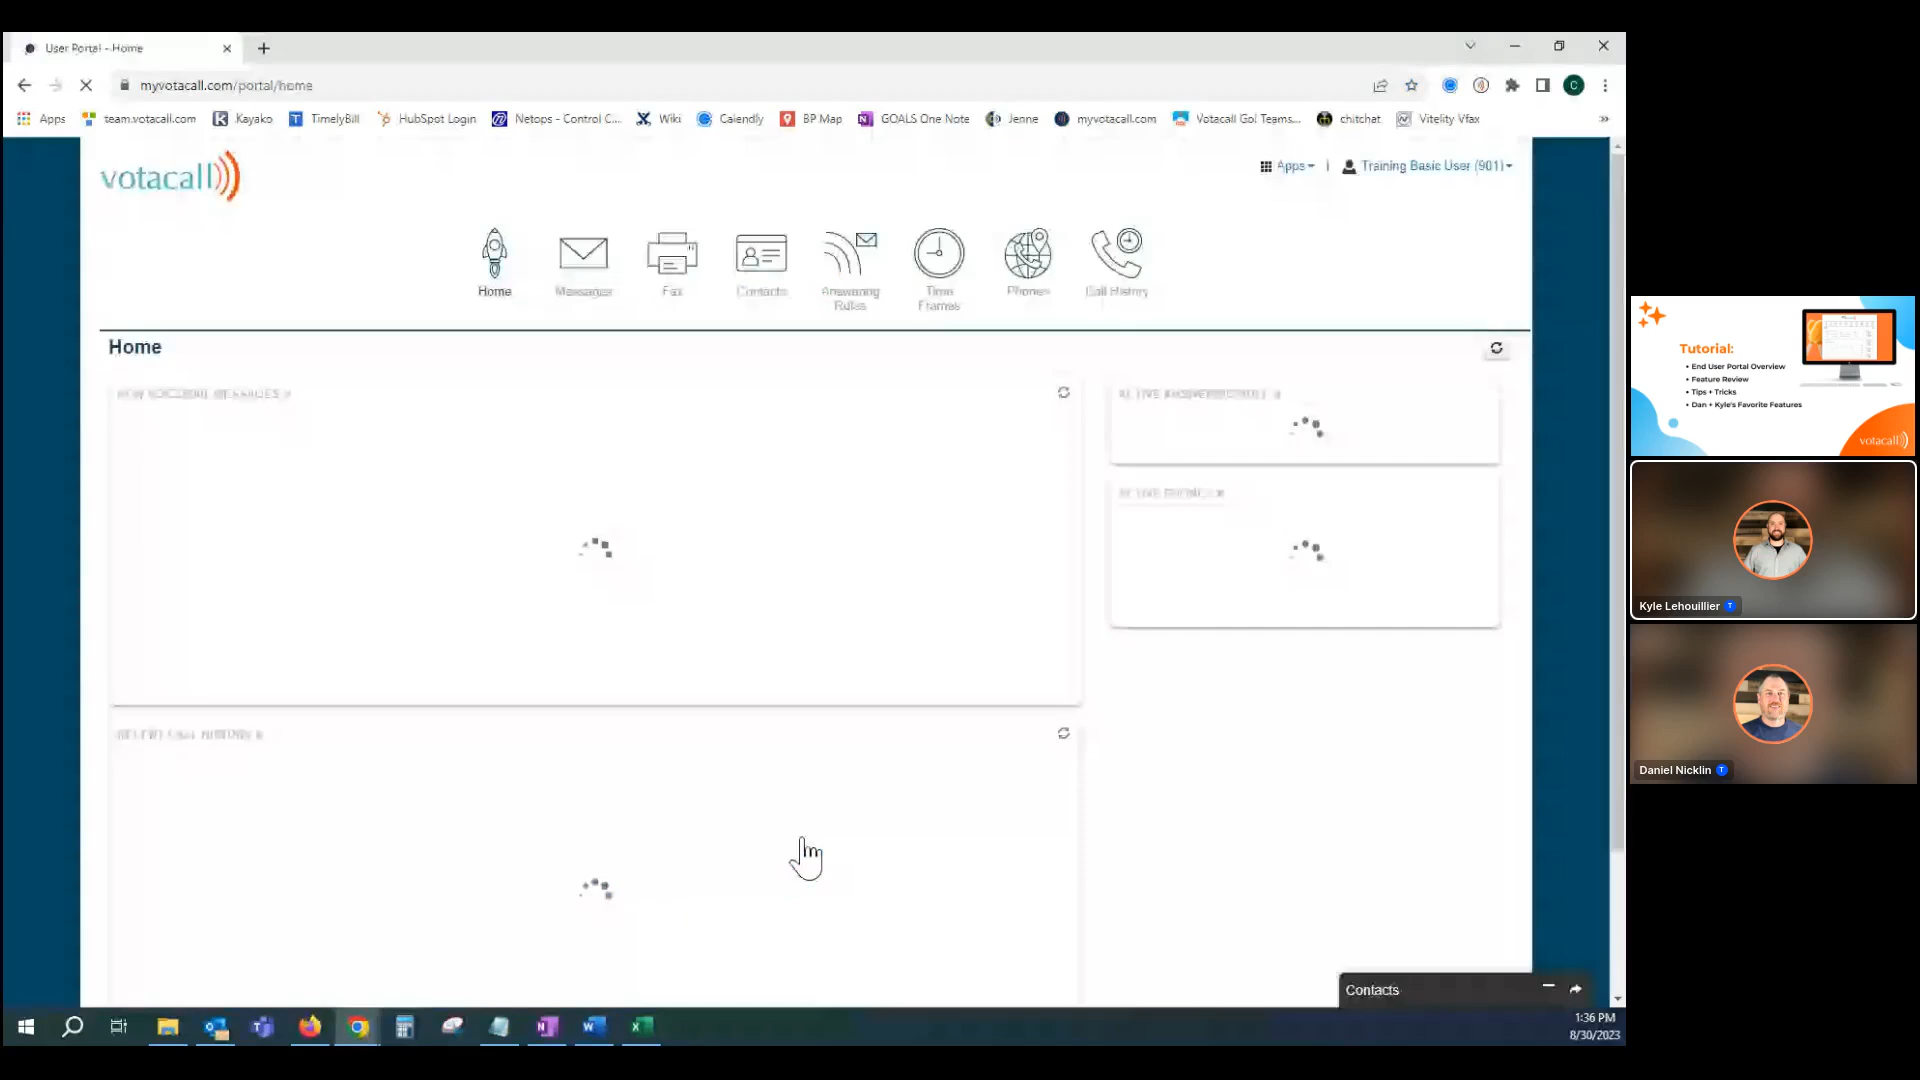 User Portal - Home
myvotacall.com/portal/home
Apps
team.votacall.com
Kayako
TimelyBill
HubSpot Login
Netops - Control C...
Wiki
Calendly
BP Map
GOALS One Note
Jenne
myvotacall.com
Votacall Go! Teams...
chitchat
Vitelity Vfax
»
votacall
Apps
Training Basic User (901)
Home
Messages
Fax
Contacts
Answering Rules
Time Frames
Phones
Call History
Home
Contacts
1:36 PM
8/30/2023
Tutorial:
• End User Portal Overview
• Feature Review
• Tips + Tricks
• Dan + Kyle's Favorite Features
votacall
Kyle Lehouillier
Daniel Nicklin